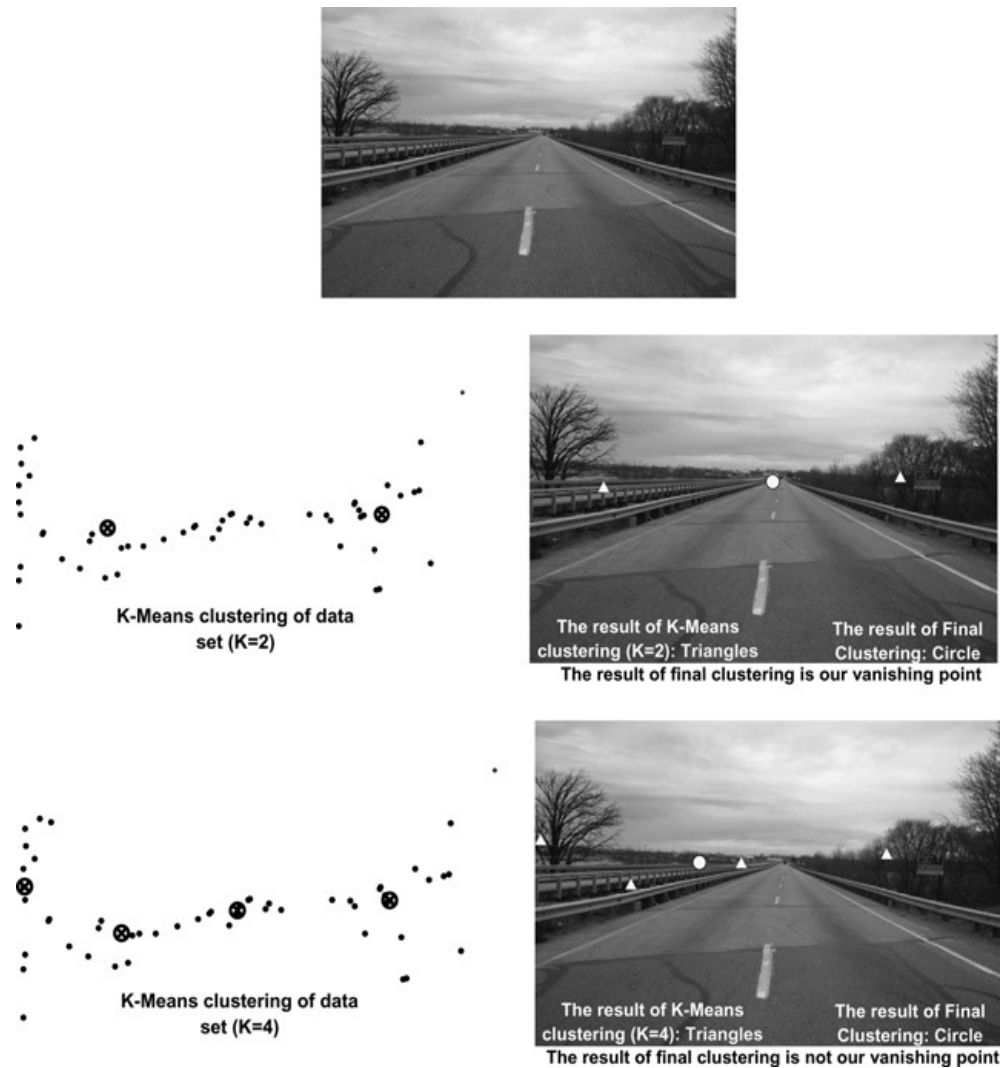 K-Means clustering of data
set (K=2)
The result of K-Means
clustering (K=2): Triangles
The result of Final
Clustering: Circle
The result of final clustering is our vanishing point
K-Means clustering of data
set (K=4)
The result of K-Means
clustering (K=4): Triangles
The result of Final
Clustering: Circle
The result of final clustering is not our vanishing point